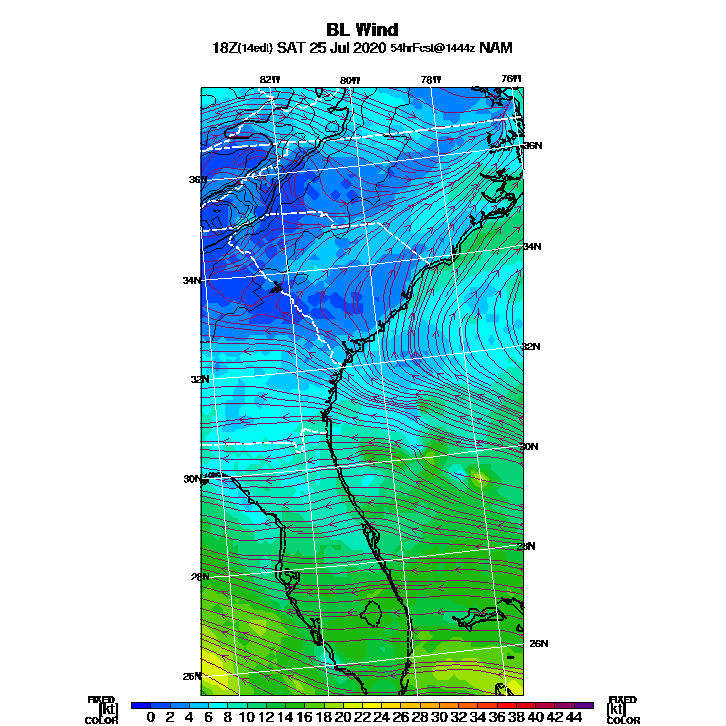 BL Wind
18Z(14edt) SAT 25 Jul 2020 54hrFcst@1444z NAM
82W 80W 78W 76W
36N
36N
34N
34N
32N
32N
30N
30N
28N
28N
26N
26N
FIXED FIXED
[kt] 0 2 4 6 8 10 12 14 16 18 20 22 24 26 28 30 32 34 36 38 40 42 44 [kt]
COLOR COLOR